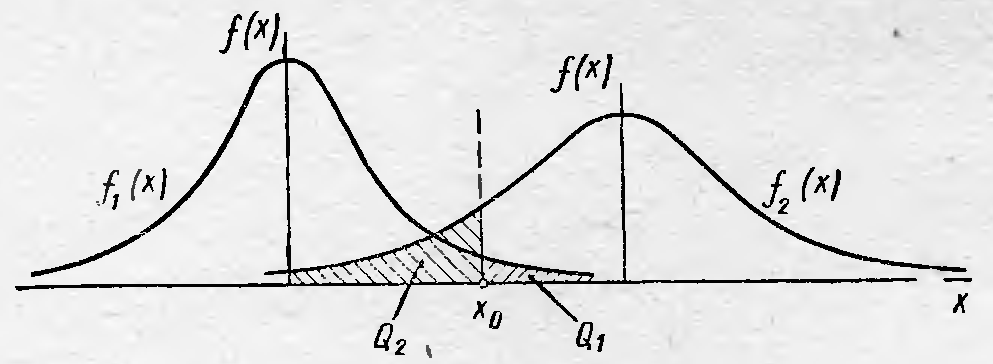 f(x)
f(x)
f₁(x)
f₂(x)
x₀
x
Q₂
Q₁